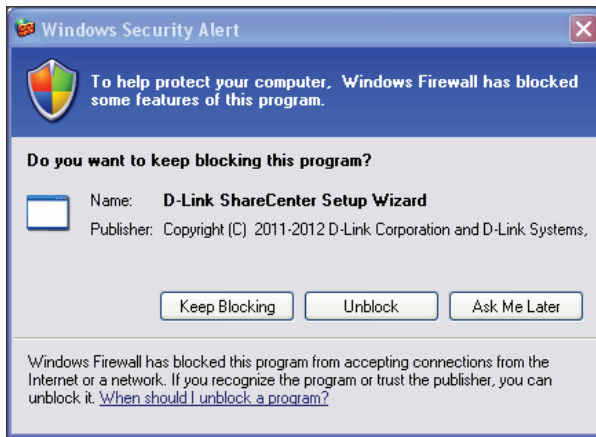 Windows Security Alert
To help protect your computer, Windows Firewall has blocked
some features of this program.
Do you want to keep blocking this program?
Name: D-Link ShareCenter Setup Wizard
Publisher: Copyright (C) 2011-2012 D-Link Corporation and D-Link Systems,
Keep Blocking Unblock Ask Me Later
Windows Firewall has blocked this program from accepting connections from the
Internet or a network. If you recognize the program or trust the publisher, you can
unblock it. When should I unblock a program?